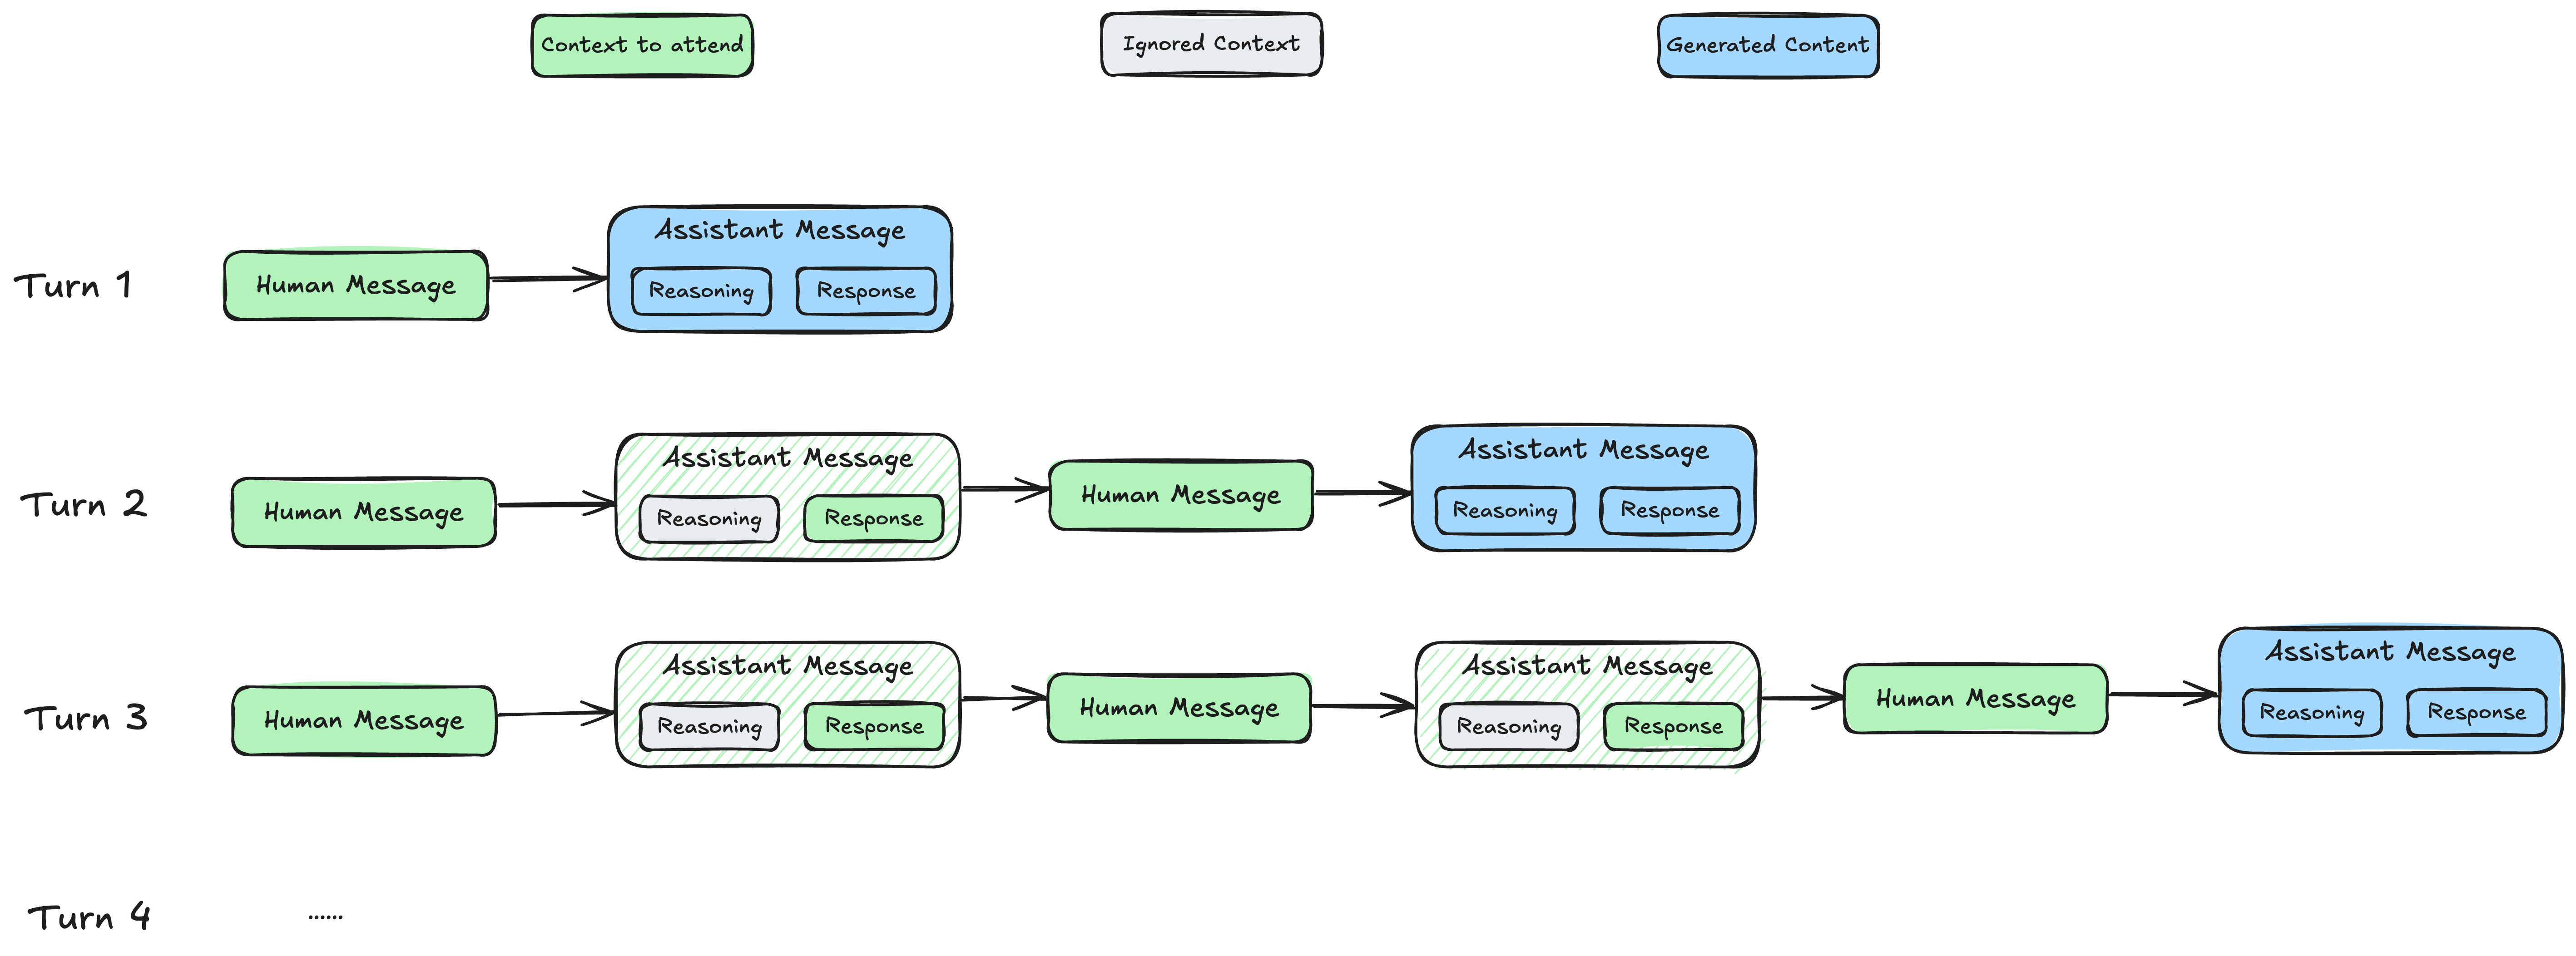 Context to attend
Ignored Context
Generated Content
Turn 1
Human Message
Assistant Message
Reasoning
Response
Turn 2
Human Message
Assistant Message
Reasoning
Response
Human Message
Assistant Message
Reasoning
Response
Turn 3
Human Message
Assistant Message
Reasoning
Response
Human Message
Assistant Message
Reasoning
Response
Human Message
Assistant Message
Reasoning
Response
Turn 4
......